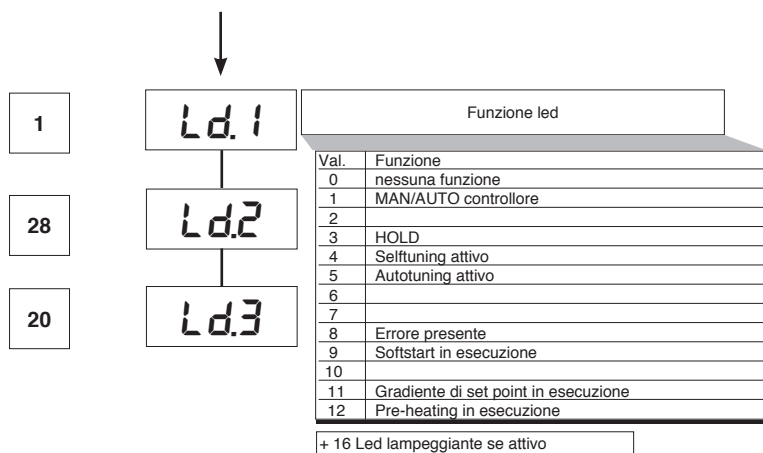 1
Ld.1
Funzione led
Val. Funzione
0 nessuna funzione
1 MAN/AUTO controllore
2
3 HOLD
4 Selftuning attivo
5 Autotuning attivo
6
7
8 Errore presente
9 Softstart in esecuzione
10
11 Gradiente di set point in esecuzione
12 Pre-heating in esecuzione
+ 16 Led lampeggiante se attivo
28
Ld.2
20
Ld.3